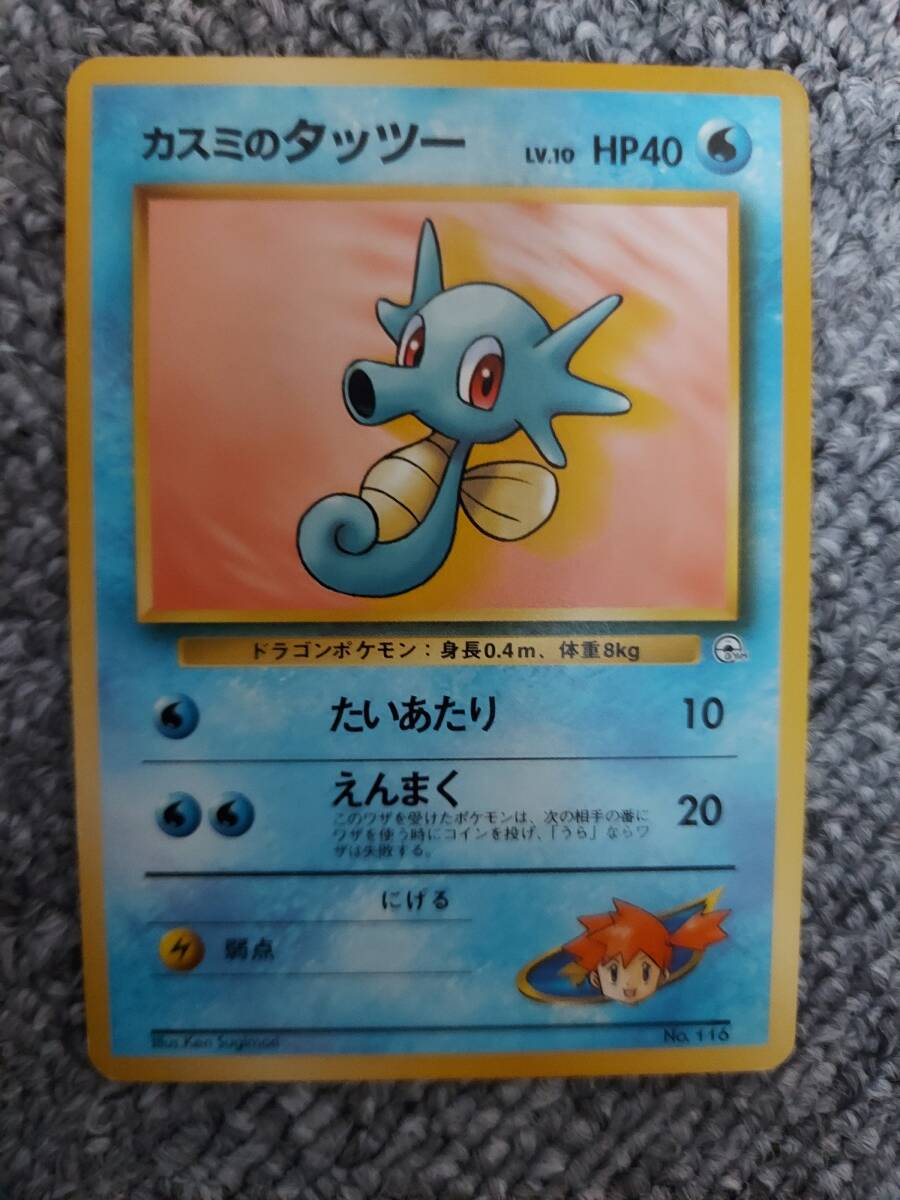 カスミのタッツー LV.10 HP40
ドラゴンポケモン：身長0.4m、体重8kg
たいあたり 10
えんまく 20
このワザを受けたポケモンは、次の相手の番に
ワザを使う時にコインを投げ、「うら」ならワ
ザは失敗する。
にげる
弱点
Illus.Ken Sugimori No. 116